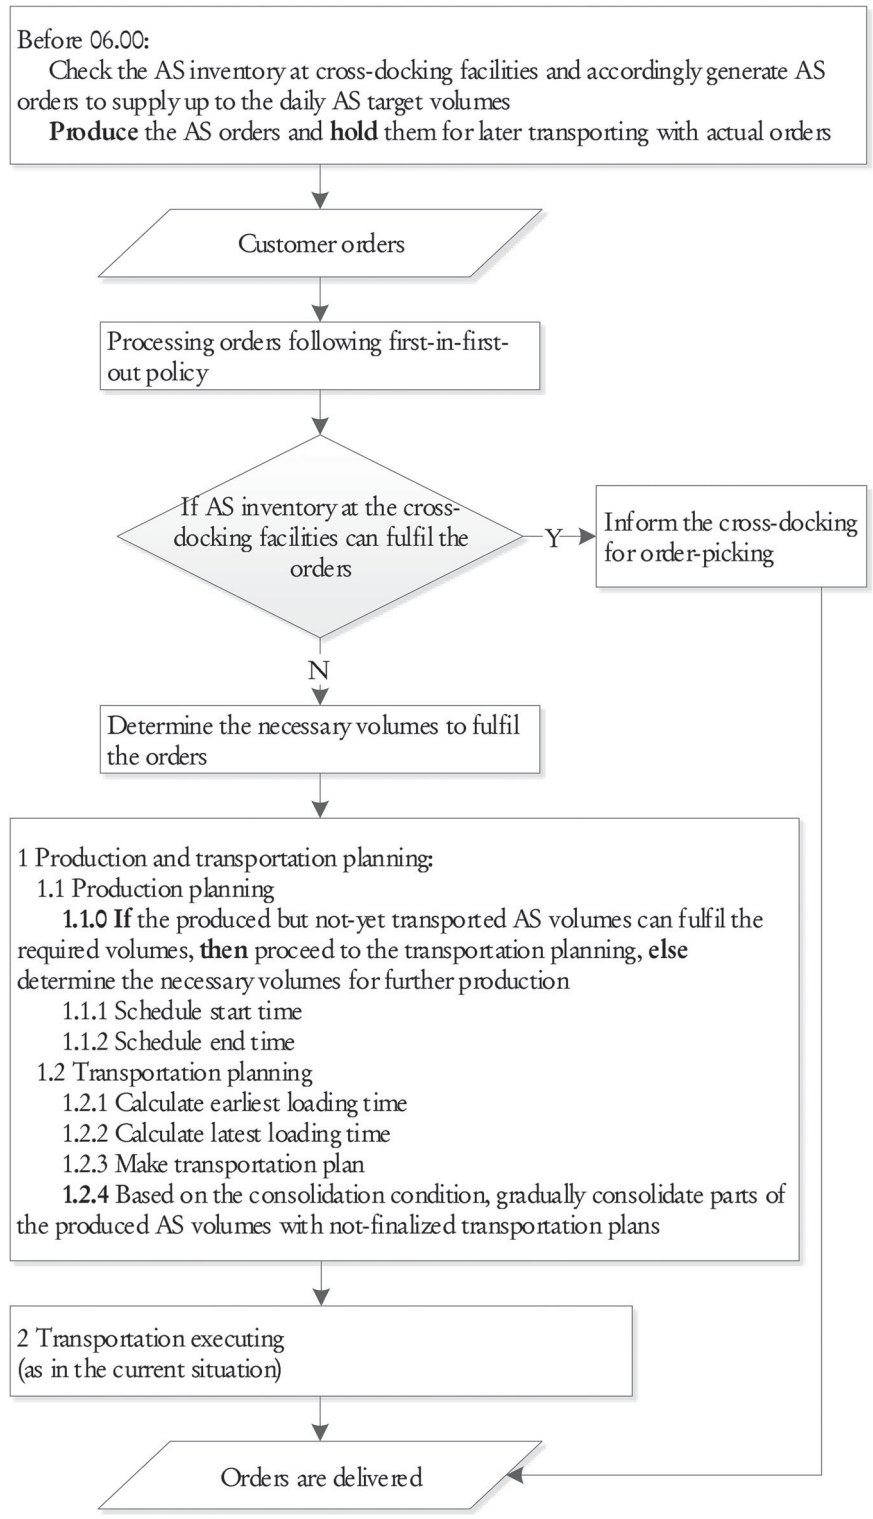 Before 06.00:
Check the AS inventory at cross-docking facilities and accordingly generate AS
orders to supply up to the daily AS target volumes
Produce the AS orders and hold them for later transporting with actual orders
Customer orders
Processing orders following first-in-first-
out policy
If AS inventory at the cross-
docking facilities can fulfil the
orders
Y
Inform the cross-docking
for order-picking
N
Determine the necessary volumes to fulfil
the orders
1 Production and transportation planning:
1.1 Production planning
1.1.0 If the produced but not-yet transported AS volumes can fulfil the
required volumes, then proceed to the transportation planning, else
determine the necessary volumes for further production
1.1.1 Schedule start time
1.1.2 Schedule end time
1.2 Transportation planning
1.2.1 Calculate earliest loading time
1.2.2 Calculate latest loading time
1.2.3 Make transportation plan
1.2.4 Based on the consolidation condition, gradually consolidate parts of
the produced AS volumes with not-finalized transportation plans
2 Transportation executing
(as in the current situation)
Orders are delivered